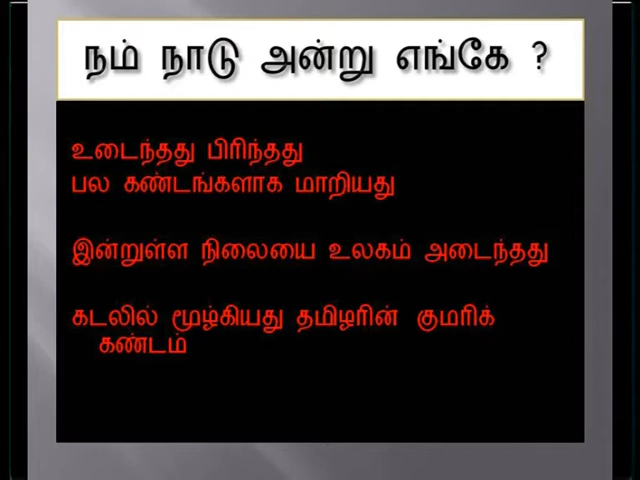 நம் நாடு அன்று எங்கே ?
உடைந்தது பிரிந்தது
பல கண்டங்களாக மாறியது
இன்றுள்ள நிலையை உலகம் அடைந்தது
கடலில் மூழ்கியது தமிழரின் குமரிக்
கண்டம்